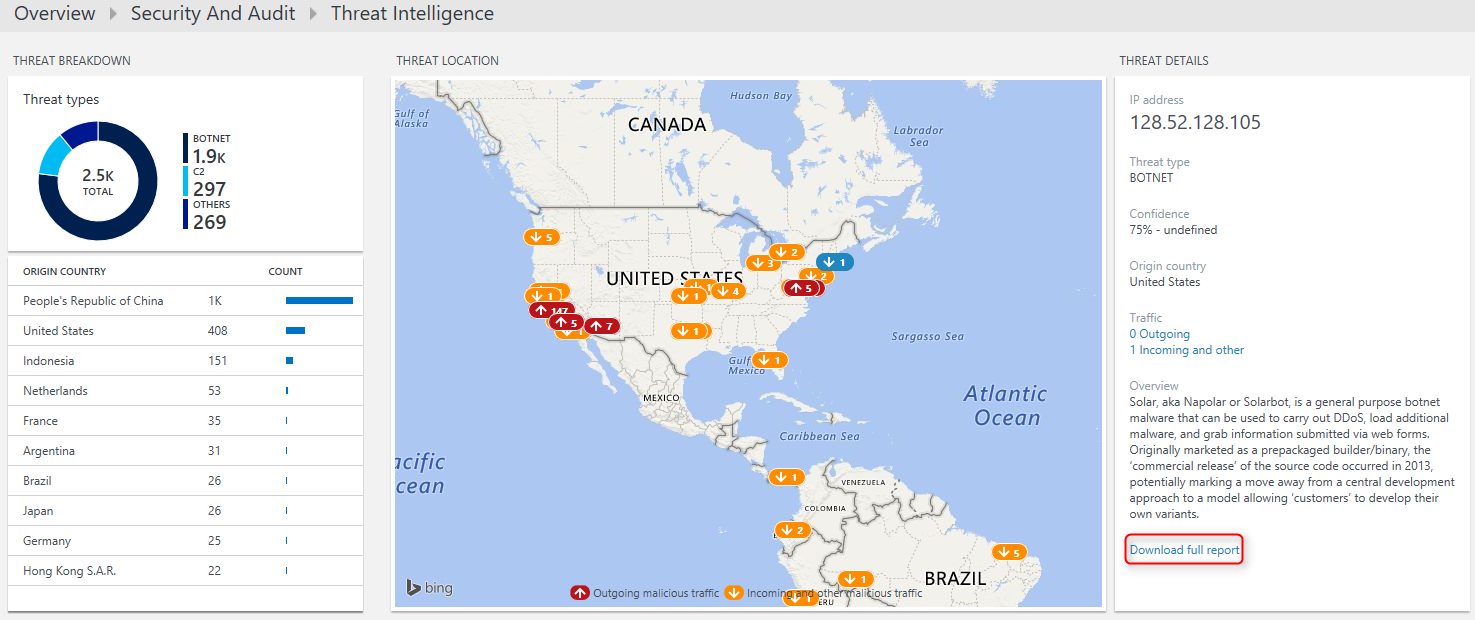 Overview Security And Audit Threat Intelligence
THREAT BREAKDOWN
Threat types
2.5K
TOTAL
BOTNET
1.9K
C2
297
OTHERS
269
ORIGIN COUNTRY COUNT
People's Republic of China 1K
United States 408
Indonesia 151
Netherlands 53
France 35
Argentina 31
Brazil 26
Japan 26
Germany 25
Hong Kong S.A.R. 22
THREAT LOCATION
Hudson Bay
Gulf of
Alaska
CANADA
Labrador
Sea
5
2
3
1
UNITED STATES
2
5
1
4
1
1
147
5
7
1
1
Sargasso Sea
Gulf
Mexico
1
MEXICO
Atlantic
Ocean
Caribbean Sea
acific
cean
1
VENEZUELA
COLOMBIA
2
5
BRAZIL
1
1
ERU
bing
Outgoing malicious traffic
Incoming and other malicious traffic
THREAT DETAILS
IP address
128.52.128.105
Threat type
BOTNET
Confidence
75% - undefined
Origin country
United States
Traffic
0 Outgoing
1 Incoming and other
Overview
Solar, aka Napolar or Solarbot, is a general purpose botnet
malware that can be used to carry out DDoS, load additional
malware, and grab information submitted via web forms.
Originally marketed as a prepackaged builder/binary, the
'commercial release' of the source code occurred in 2013,
potentially marking a move away from a central development
approach to a model allowing 'customers' to develop their
own variants.
Download full report